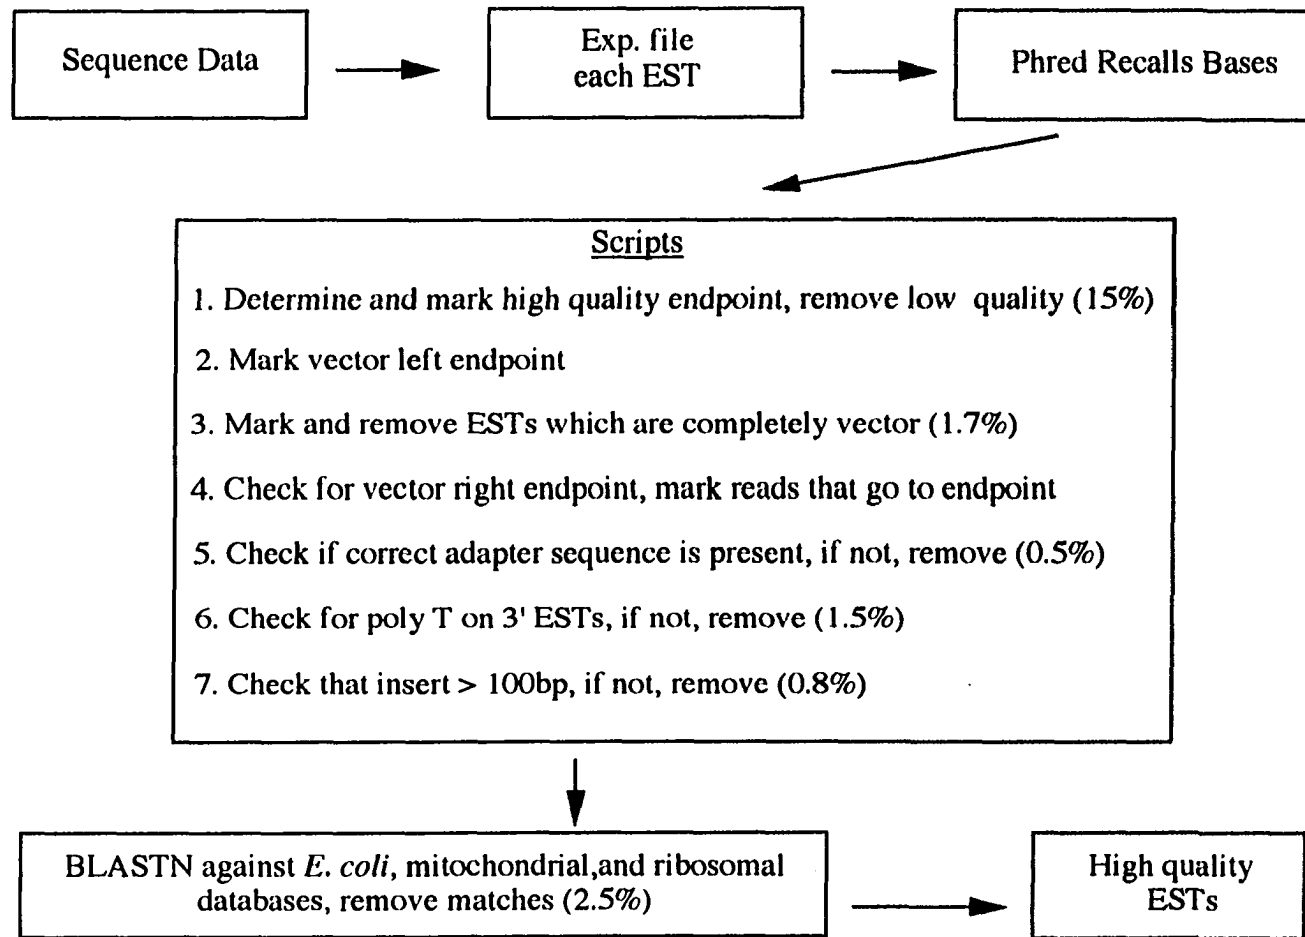 Sequence Data
Exp. file
each EST
Phred Recalls Bases
Scripts
1. Determine and mark high quality endpoint, remove low quality (15%)
2. Mark vector left endpoint
3. Mark and remove ESTs which are completely vector (1.7%)
4. Check for vector right endpoint, mark reads that go to endpoint
5. Check if correct adapter sequence is present, if not, remove (0.5%)
6. Check for poly T on 3' ESTs, if not, remove (1.5%)
7. Check that insert > 100bp, if not, remove (0.8%)
BLASTN against E. coli, mitochondrial,and ribosomal
databases, remove matches (2.5%)
High quality
ESTs